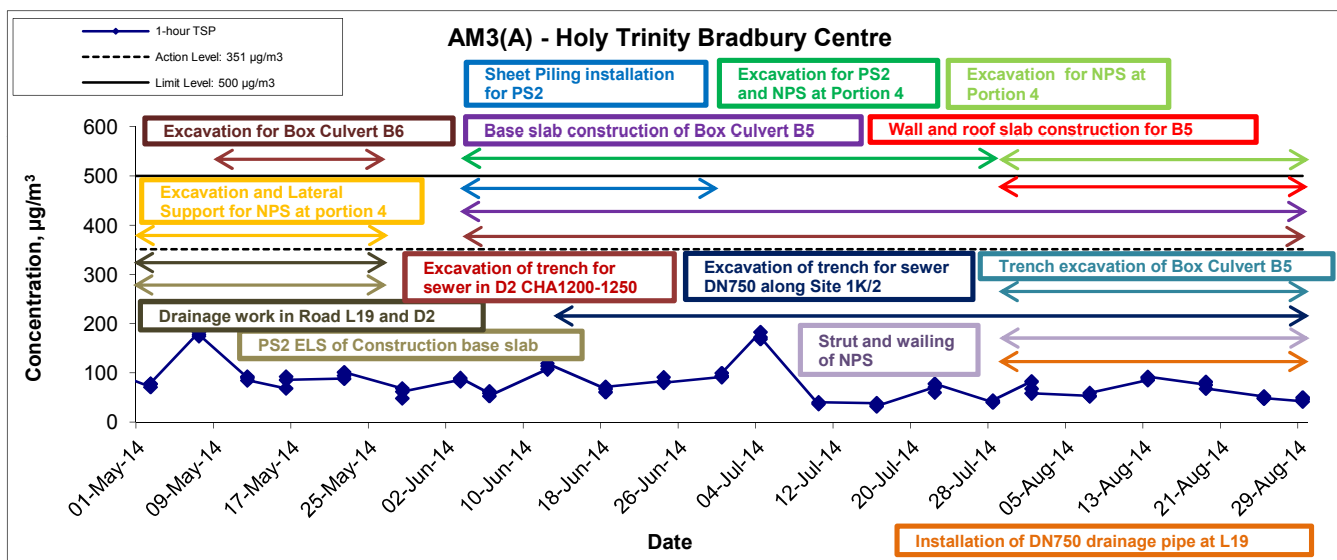 1-hour TSP
Action Level: 351 µg/m3
Limit Level: 500 µg/m3
AM3(A) - Holy Trinity Bradbury Centre
Sheet Piling installation
for PS2
Excavation for PS2
and NPS at Portion 4
Excavation for NPS at
Portion 4
Excavation for Box Culvert B6
Base slab construction of Box Culvert B5
Wall and roof slab construction for B5
Excavation and Lateral
Support for NPS at portion 4
Excavation of trench for
sewer in D2 CHA1200-1250
Excavation of trench for sewer
DN750 along Site 1K/2
Trench excavation of Box Culvert B5
Drainage work in Road L19 and D2
PS2 ELS of Construction base slab
Strut and wailing
of NPS
Concentration, µg/m³
600
500
400
300
200
100
0
01-May-14
09-May-14
17-May-14
25-May-14
02-Jun-14
10-Jun-14
18-Jun-14
26-Jun-14
04-Jul-14
12-Jul-14
20-Jul-14
28-Jul-14
05-Aug-14
13-Aug-14
21-Aug-14
29-Aug-14
Date
Installation of DN750 drainage pipe at L19